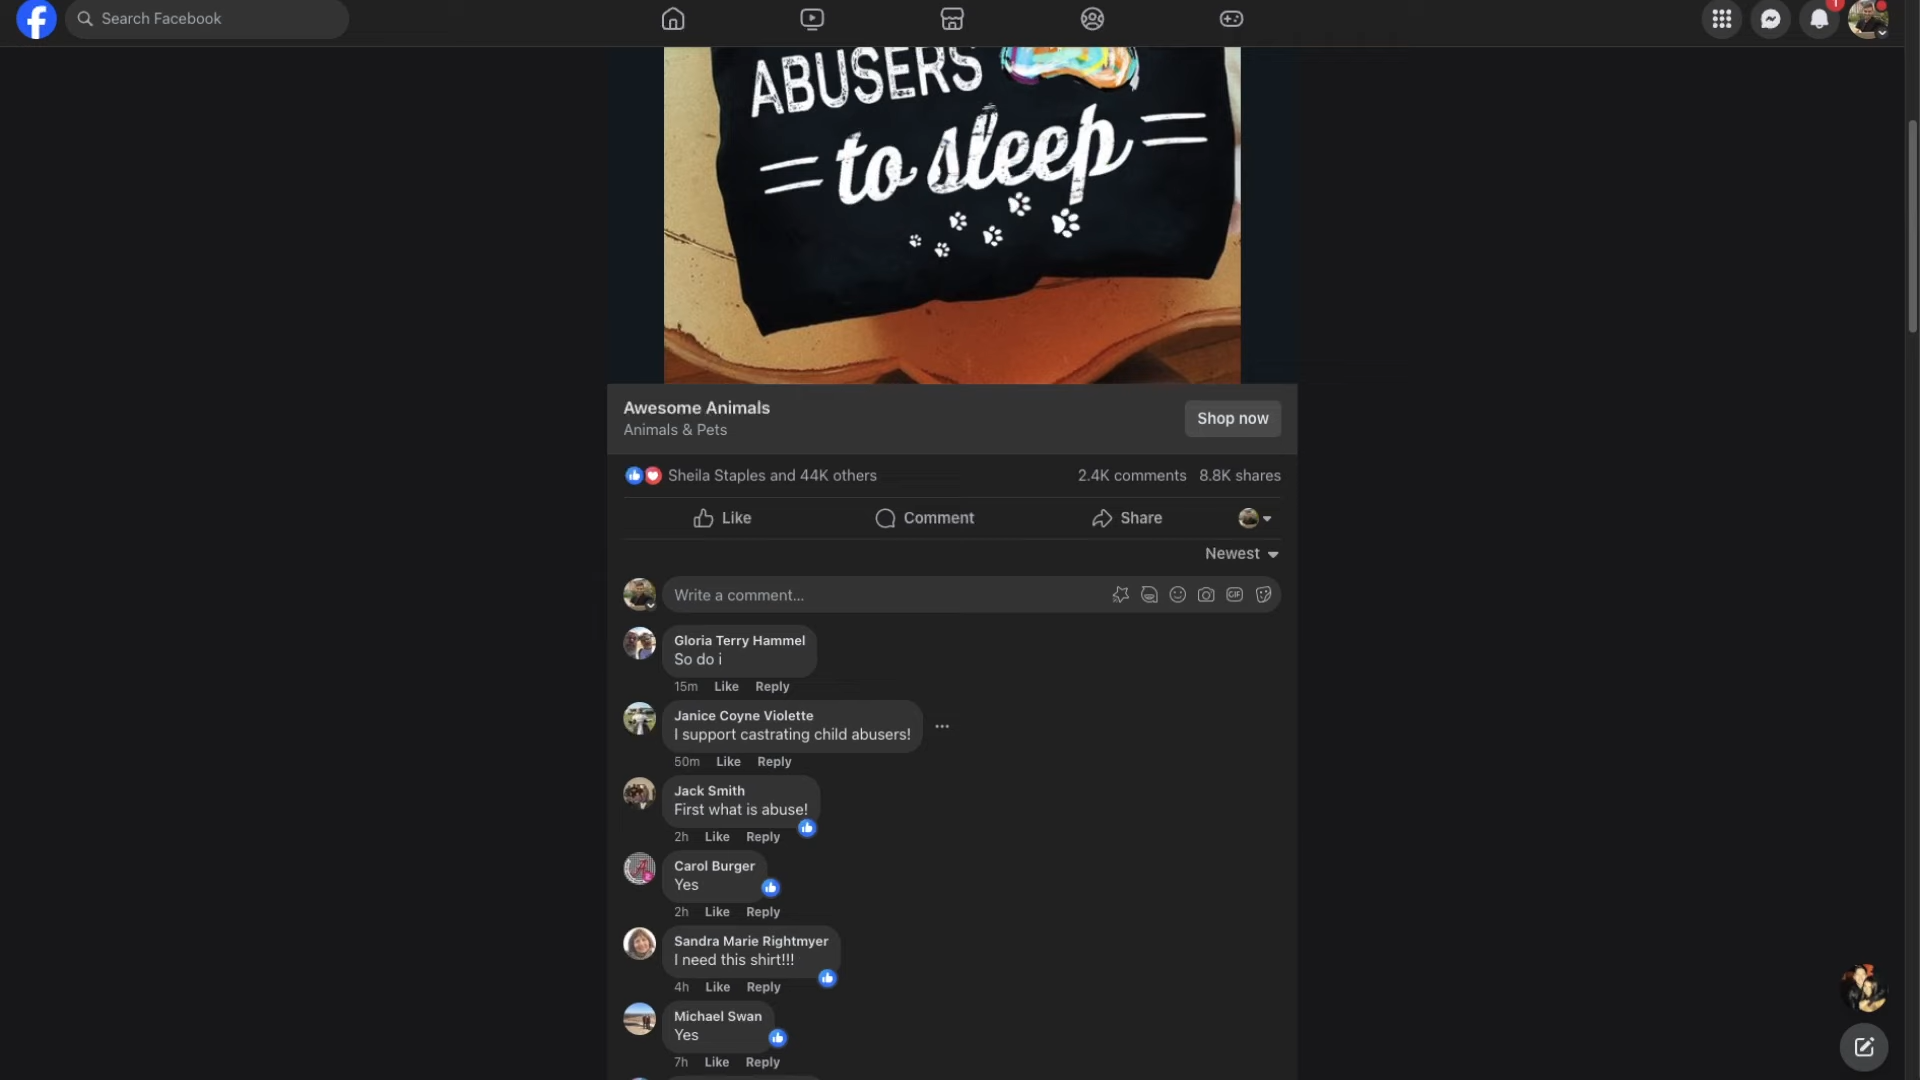 Search Facebook
1
ABUSERS
to sleep
Awesome Animals
Animals & Pets
Shop now
Sheila Staples and 44K others
2.4K comments 8.8K shares
Like
Comment
Share
Newest
Write a comment...
GIF
Gloria Terry Hammel
So do i
15m Like Reply
Janice Coyne Violette
I support castrating child abusers!
50m Like Reply
Jack Smith
First what is abuse!
2h Like Reply
Carol Burger
Yes
2h Like Reply
Sandra Marie Rightmyer
I need this shirt!!!
4h Like Reply
Michael Swan
Yes
7h Like Reply